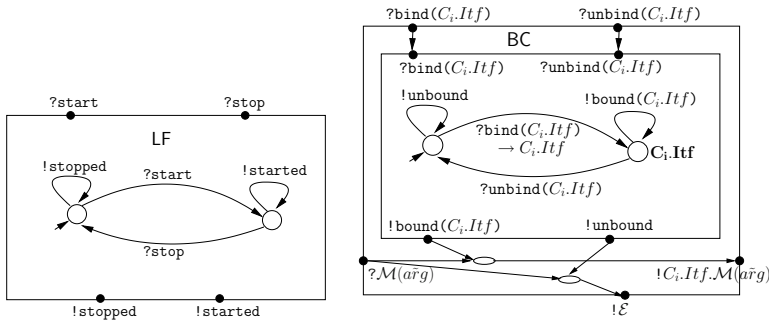 ?start ?stop
LF
!stopped
?start
!started
?stop
!stopped !started
?bind(C_i.Itf) ?unbind(C_i.Itf)
BC
?bind(C_i.Itf) ?unbind(C_i.Itf)
!unbound
!bound(C_i.Itf)
?bind(C_i.Itf)
→ C_i.Itf
C_i.Itf
?unbind(C_i.Itf)
!bound(C_i.Itf) !unbound
?ℳ(ar̄g) !C_i.Itf.ℳ(ar̄g)
!ℰ